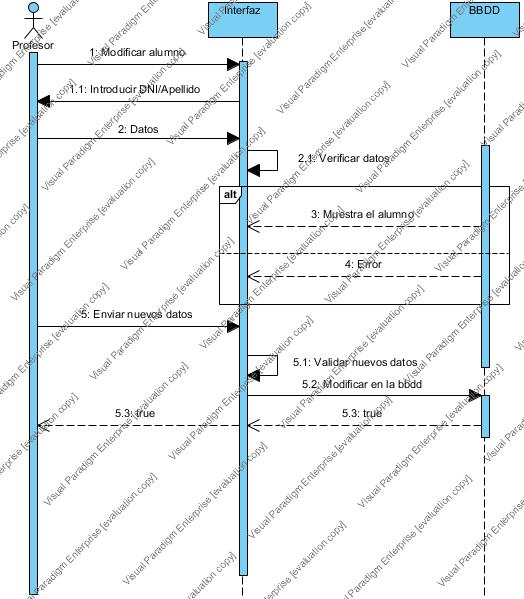 Interfaz
BBDD
Profesor
1: Modificar alumno
1.1: Introducir DNI/Apellido
2: Datos
2.1: Verificar datos
alt
3: Muestra el alumno
4: Error
5: Enviar nuevos datos
5.1: Validar nuevos datos
5.2: Modificar en la bbdd
5.3: true
5.3: true
Visual Paradigm Enterprise [evaluation copy]